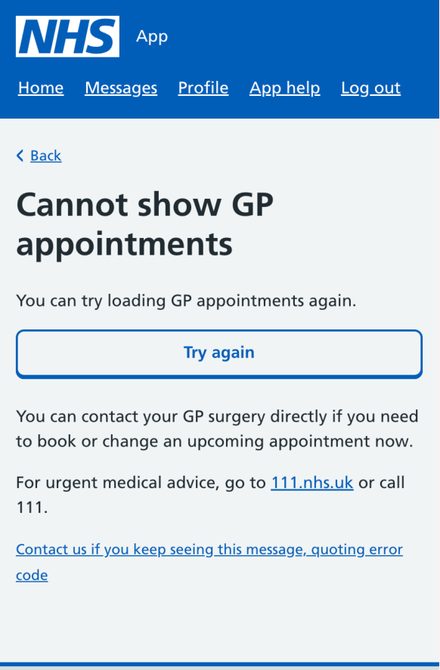 NHS App
Home Messages Profile App help Log out
Back
Cannot show GP
appointments
You can try loading GP appointments again.
Try again
You can contact your GP surgery directly if you need
to book or change an upcoming appointment now.
For urgent medical advice, go to 111.nhs.uk or call
111.
Contact us if you keep seeing this message, quoting error
code